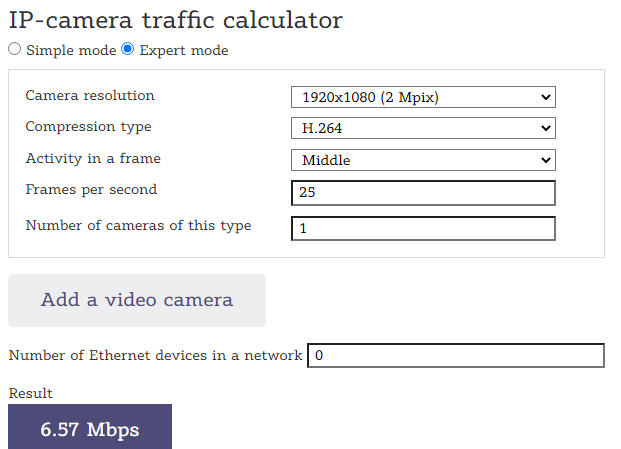 IP-camera traffic calculator
Simple mode Expert mode
Camera resolution 1920x1080 (2 Mpix)
Compression type H.264
Activity in a frame Middle
Frames per second 25
Number of cameras of this type 1
Add a video camera
Number of Ethernet devices in a network 0
Result
6.57 Mbps